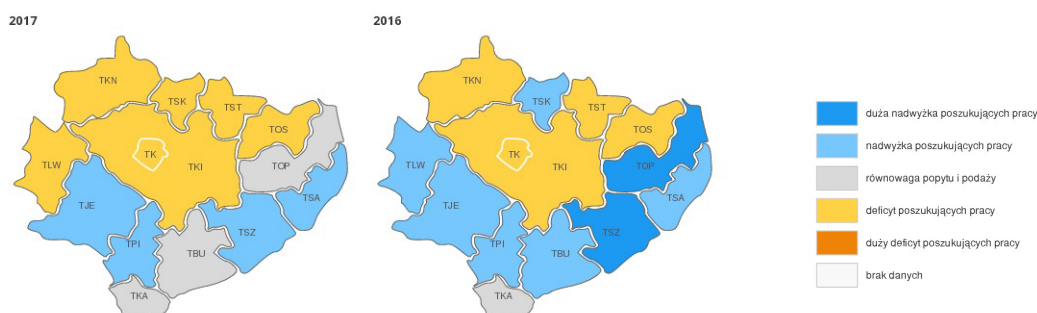 2017
2016
TKN
TSK
TST
TOS
TLW
TK
TKI
TOP
TJE
TSA
TPI
TSZ
TBU
TKA
TKN
TSK
TST
TOS
TLW
TK
TKI
TOP
TJE
TSA
TPI
TSZ
TBU
TKA
duża nadwyżka poszukujących pracy
nadwyżka poszukujących pracy
równowaga popytu i podaży
deficyt poszukujących pracy
duży deficyt poszukujących pracy
brak danych